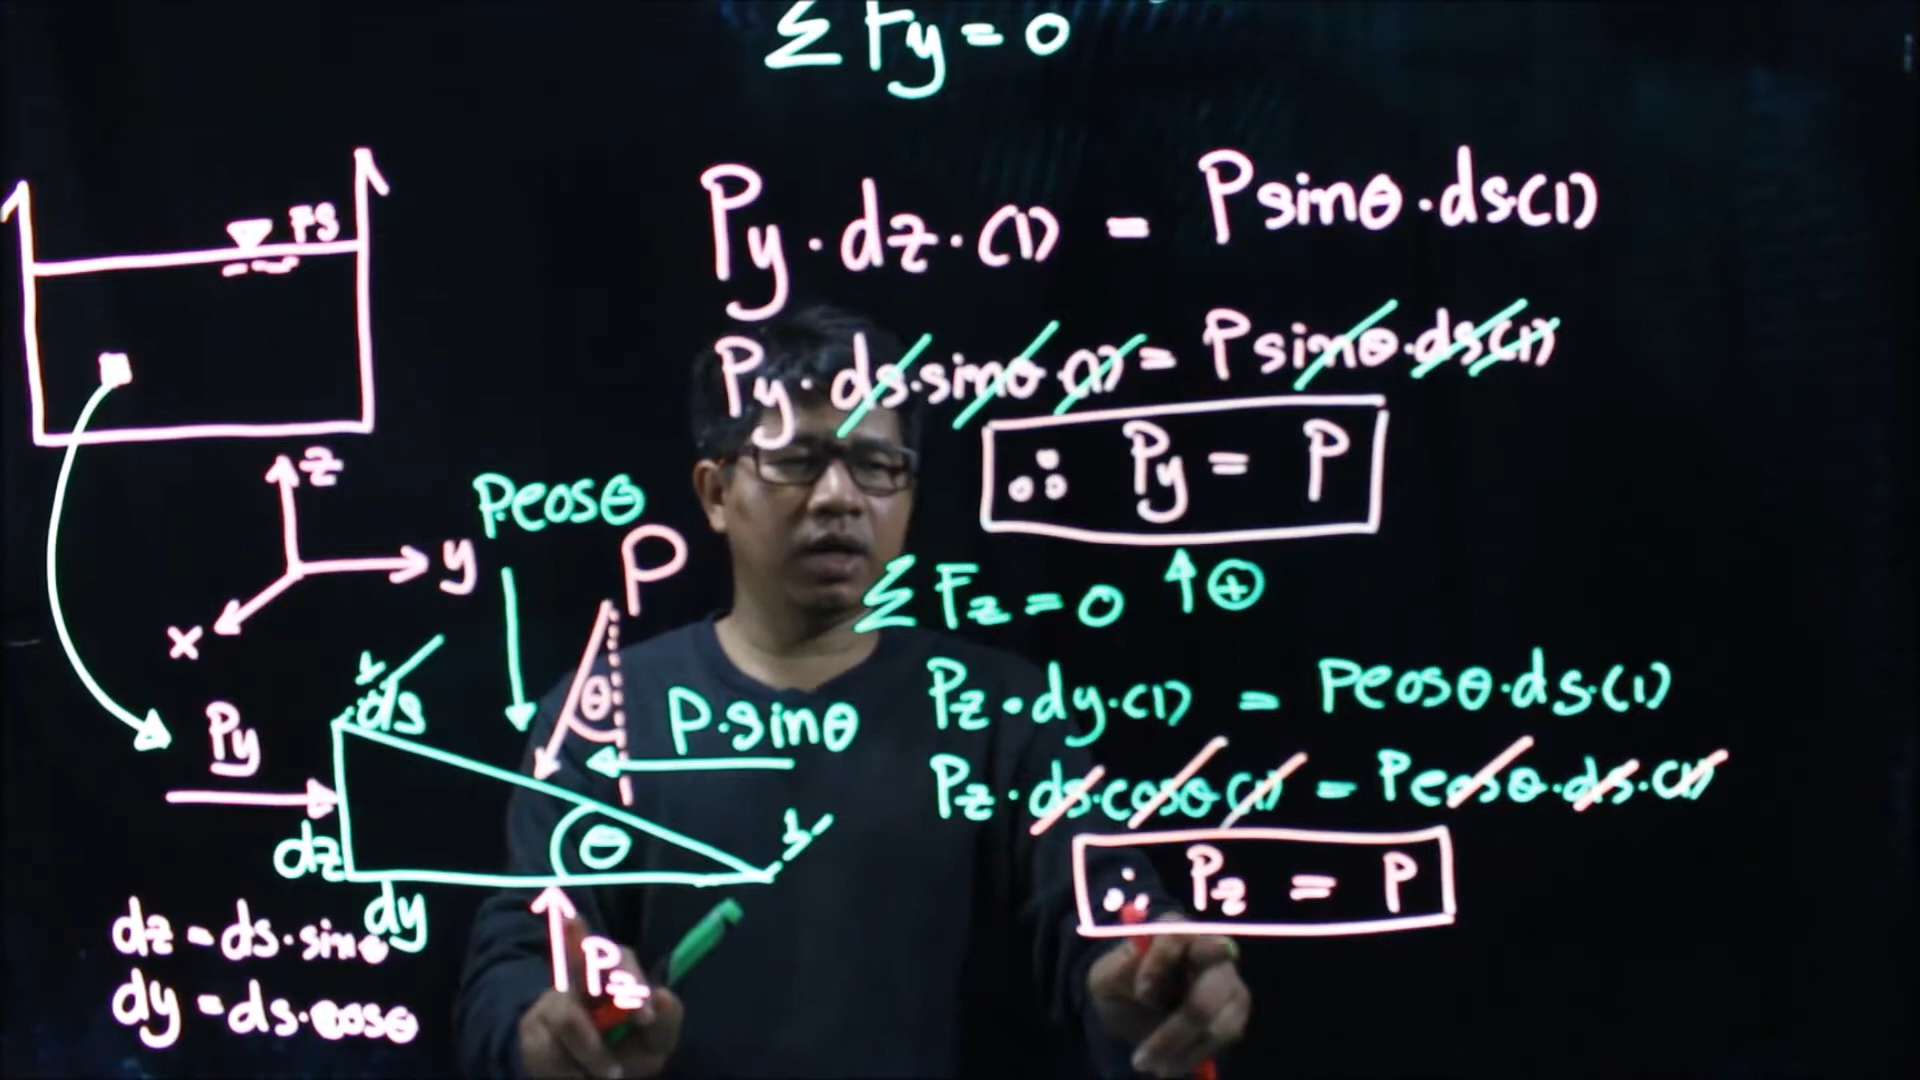 ΣFy = 0
Py · dz · (1) = Psinθ · ds(1)
Py · ds · sinθ (1) = Psinθ · ds(1)
∴ Py = P
ΣFz = 0 ↑ ⊕
Pz · dy · (1) = Pcosθ · ds · (1)
Pz · ds · cosθ (1) = Pcosθ · ds · (1)
∴ Pz = P
FS
z
y
x
Pcosθ
P
θ
P · sinθ
1
ds
Py
dz
θ
1
dy
Pz
dz = ds · sinθ
dy = ds · cosθ